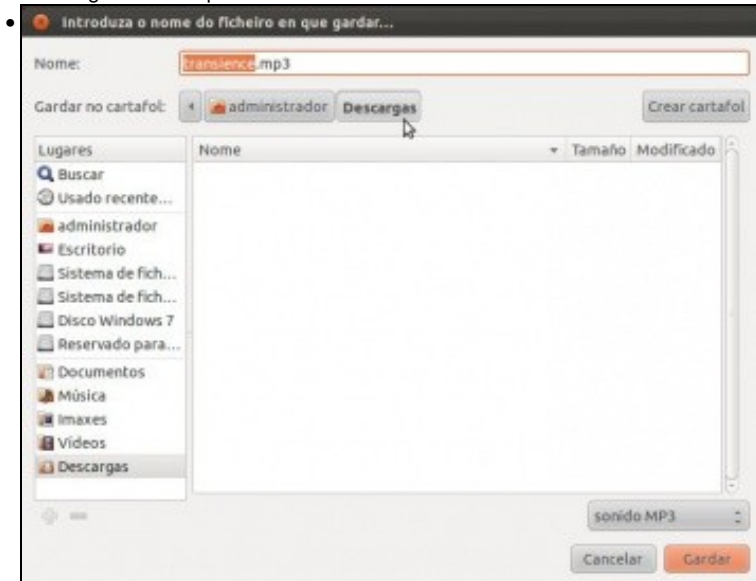 Introduza o nome do ficheiro en que gardar...
Nome: transience.mp3
Gardar no cartafol: administrador Descargas Crear cartafol
Lugares Nome Tamaño Modificado
Buscar
Usado recente...
administrador
Escritorio
Sistema de fich...
Sistema de fich...
Disco Windows 7
Reservado para...
Documentos
Música
Imaxes
Vídeos
Descargas
sonido MP3
Cancelar Gardar